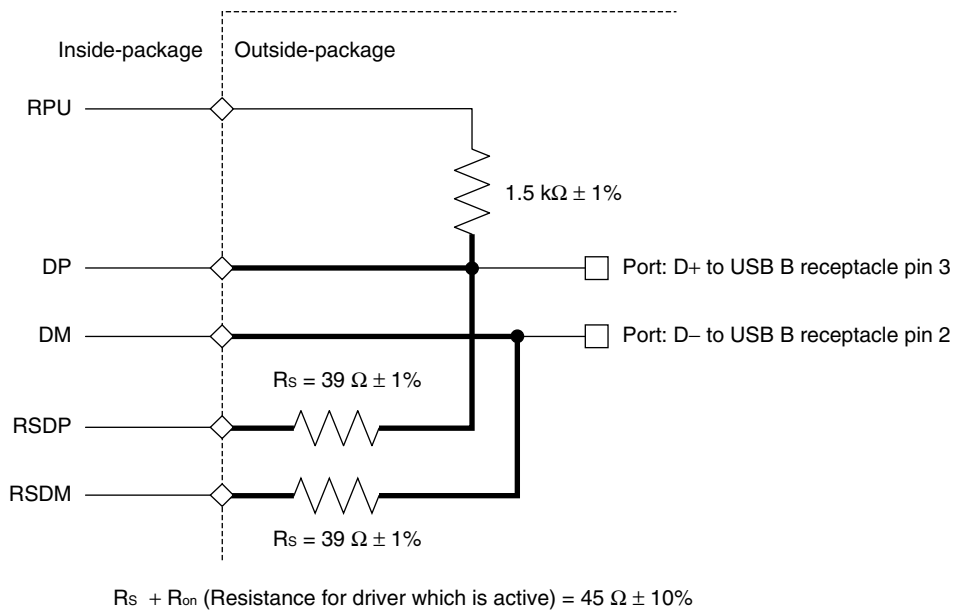 Inside-package
Outside-package
RPU
1.5 kΩ ± 1%
DP
Port: D+ to USB B receptacle pin 3
DM
Port: D− to USB B receptacle pin 2
RS = 39 Ω ± 1%
RSDP
RSDM
RS = 39 Ω ± 1%
RS + Ron (Resistance for driver which is active) = 45 Ω ± 10%